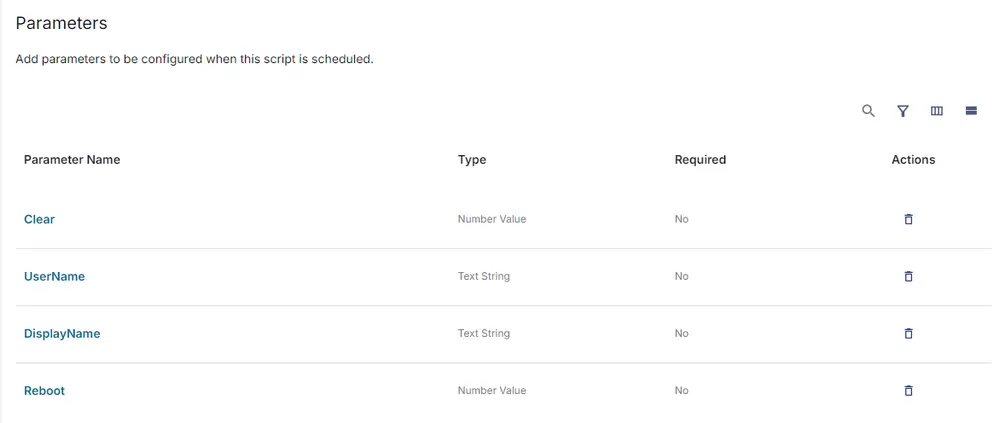 Parameters
Add parameters to be configured when this script is scheduled.
Parameter Name Type Required Actions
Clear Number Value No
UserName Text String No
DisplayName Text String No
Reboot Number Value No